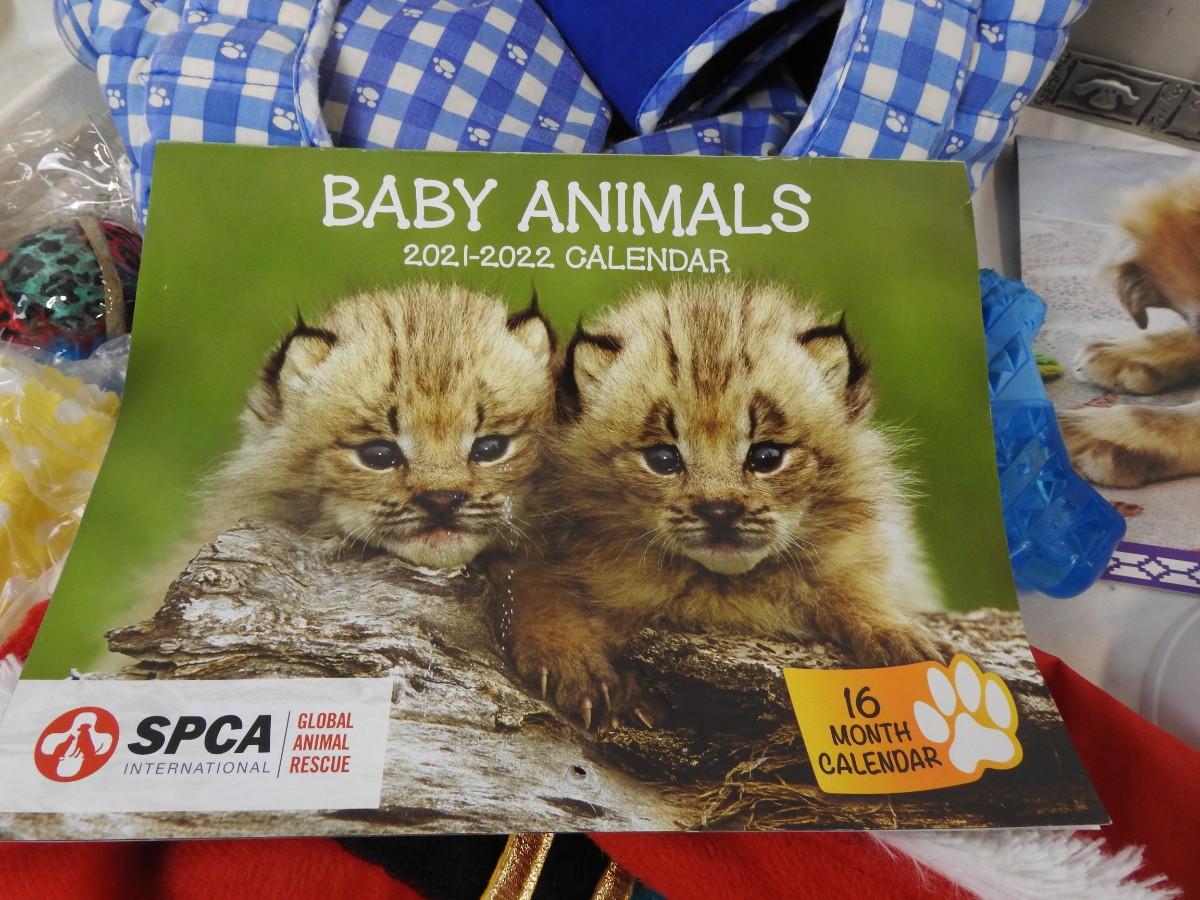 BABY ANIMALS
2021-2022 CALENDAR
SPCA
INTERNATIONAL
GLOBAL
ANIMAL
RESCUE
16
MONTH
CALENDAR